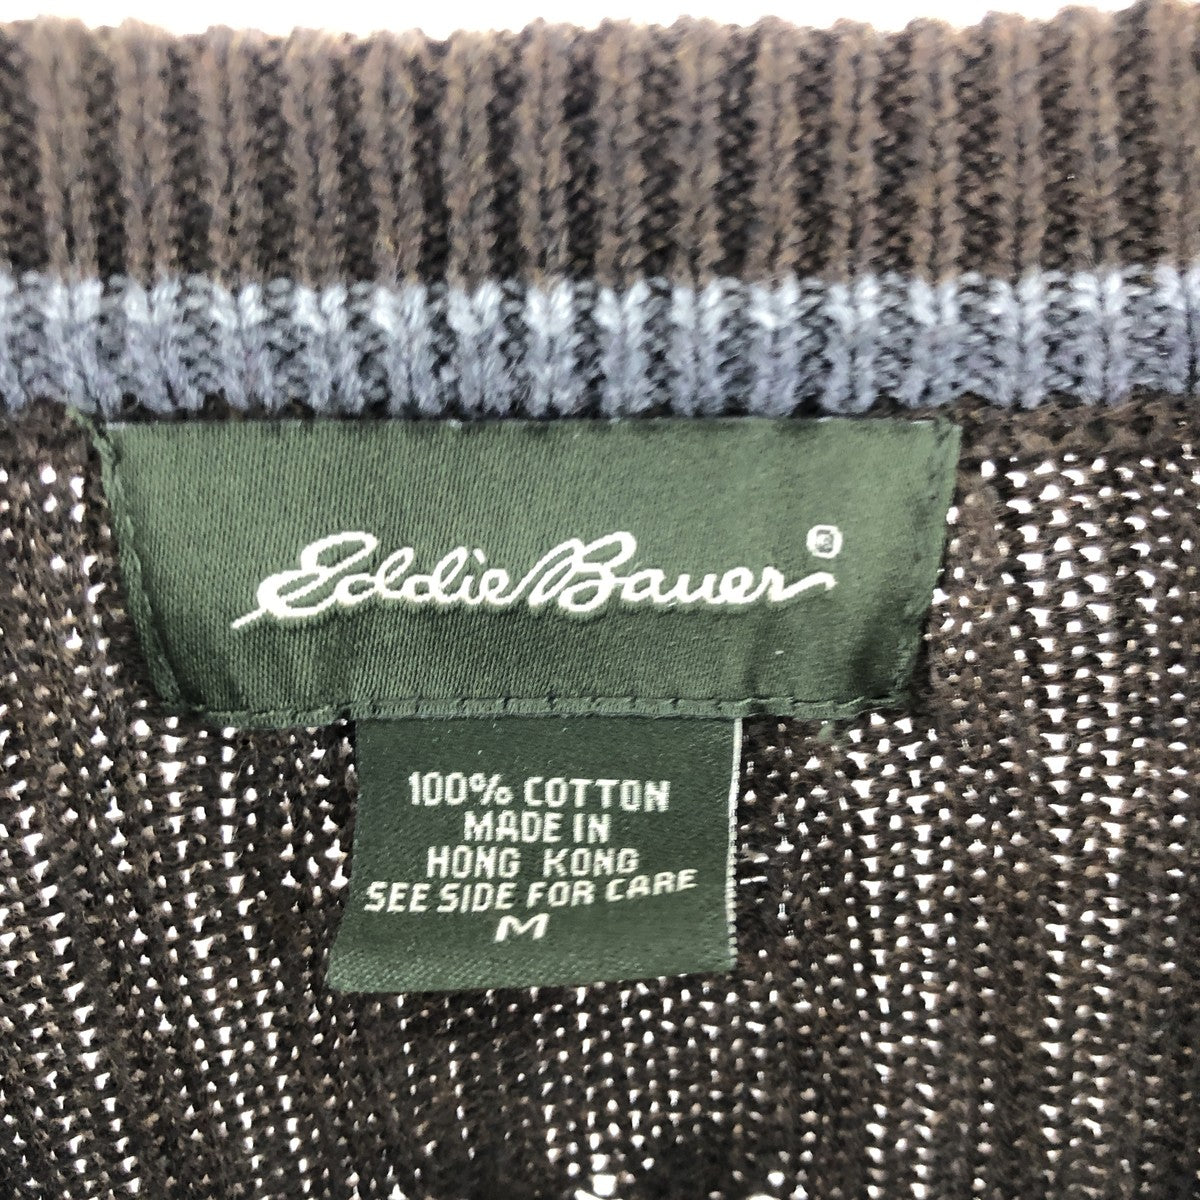 Eddie Bauer ®
100% COTTON
MADE IN
HONG KONG
SEE SIDE FOR CARE
M